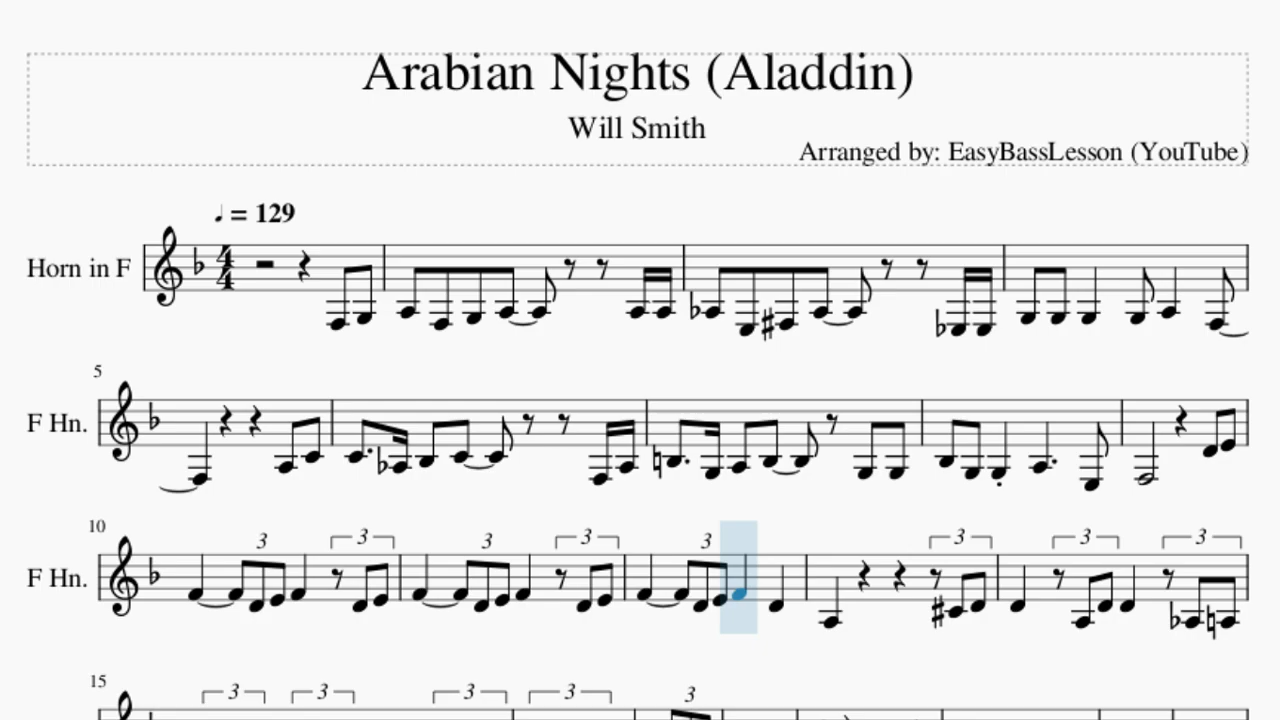 Arabian Nights (Aladdin)
Will Smith
Arranged by: EasyBassLesson (YouTube)
♩ = 129
Horn in F
4
4
5
F Hn.
10
3 3 3 3 3 3 3 3
F Hn.
15
3 3 3 3 3